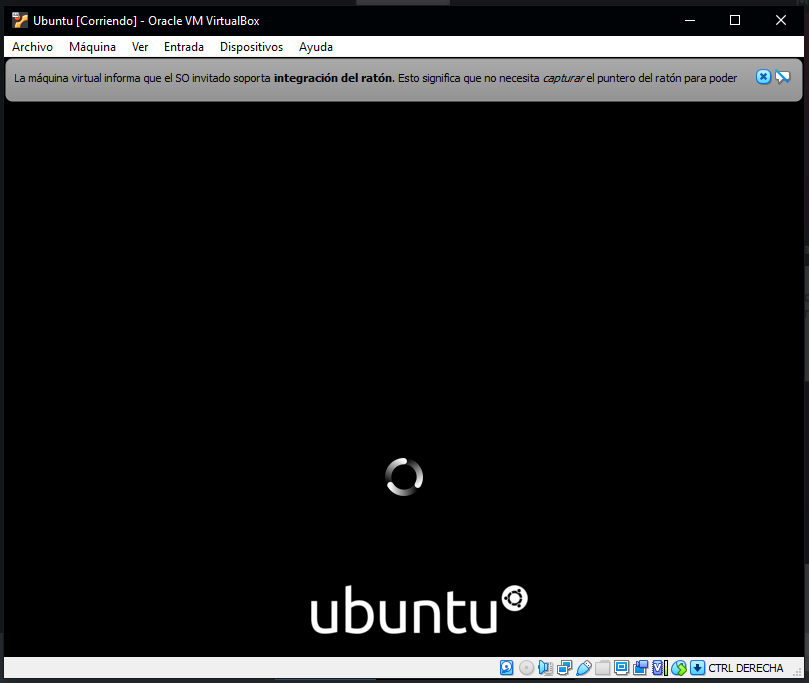 Ubuntu [Corriendo] - Oracle VM VirtualBox
Archivo Máquina Ver Entrada Dispositivos Ayuda
La máquina virtual informa que el SO invitado soporta integración del ratón. Esto significa que no necesita capturar el puntero del ratón para poder
ubuntu
CTRL DERECHA